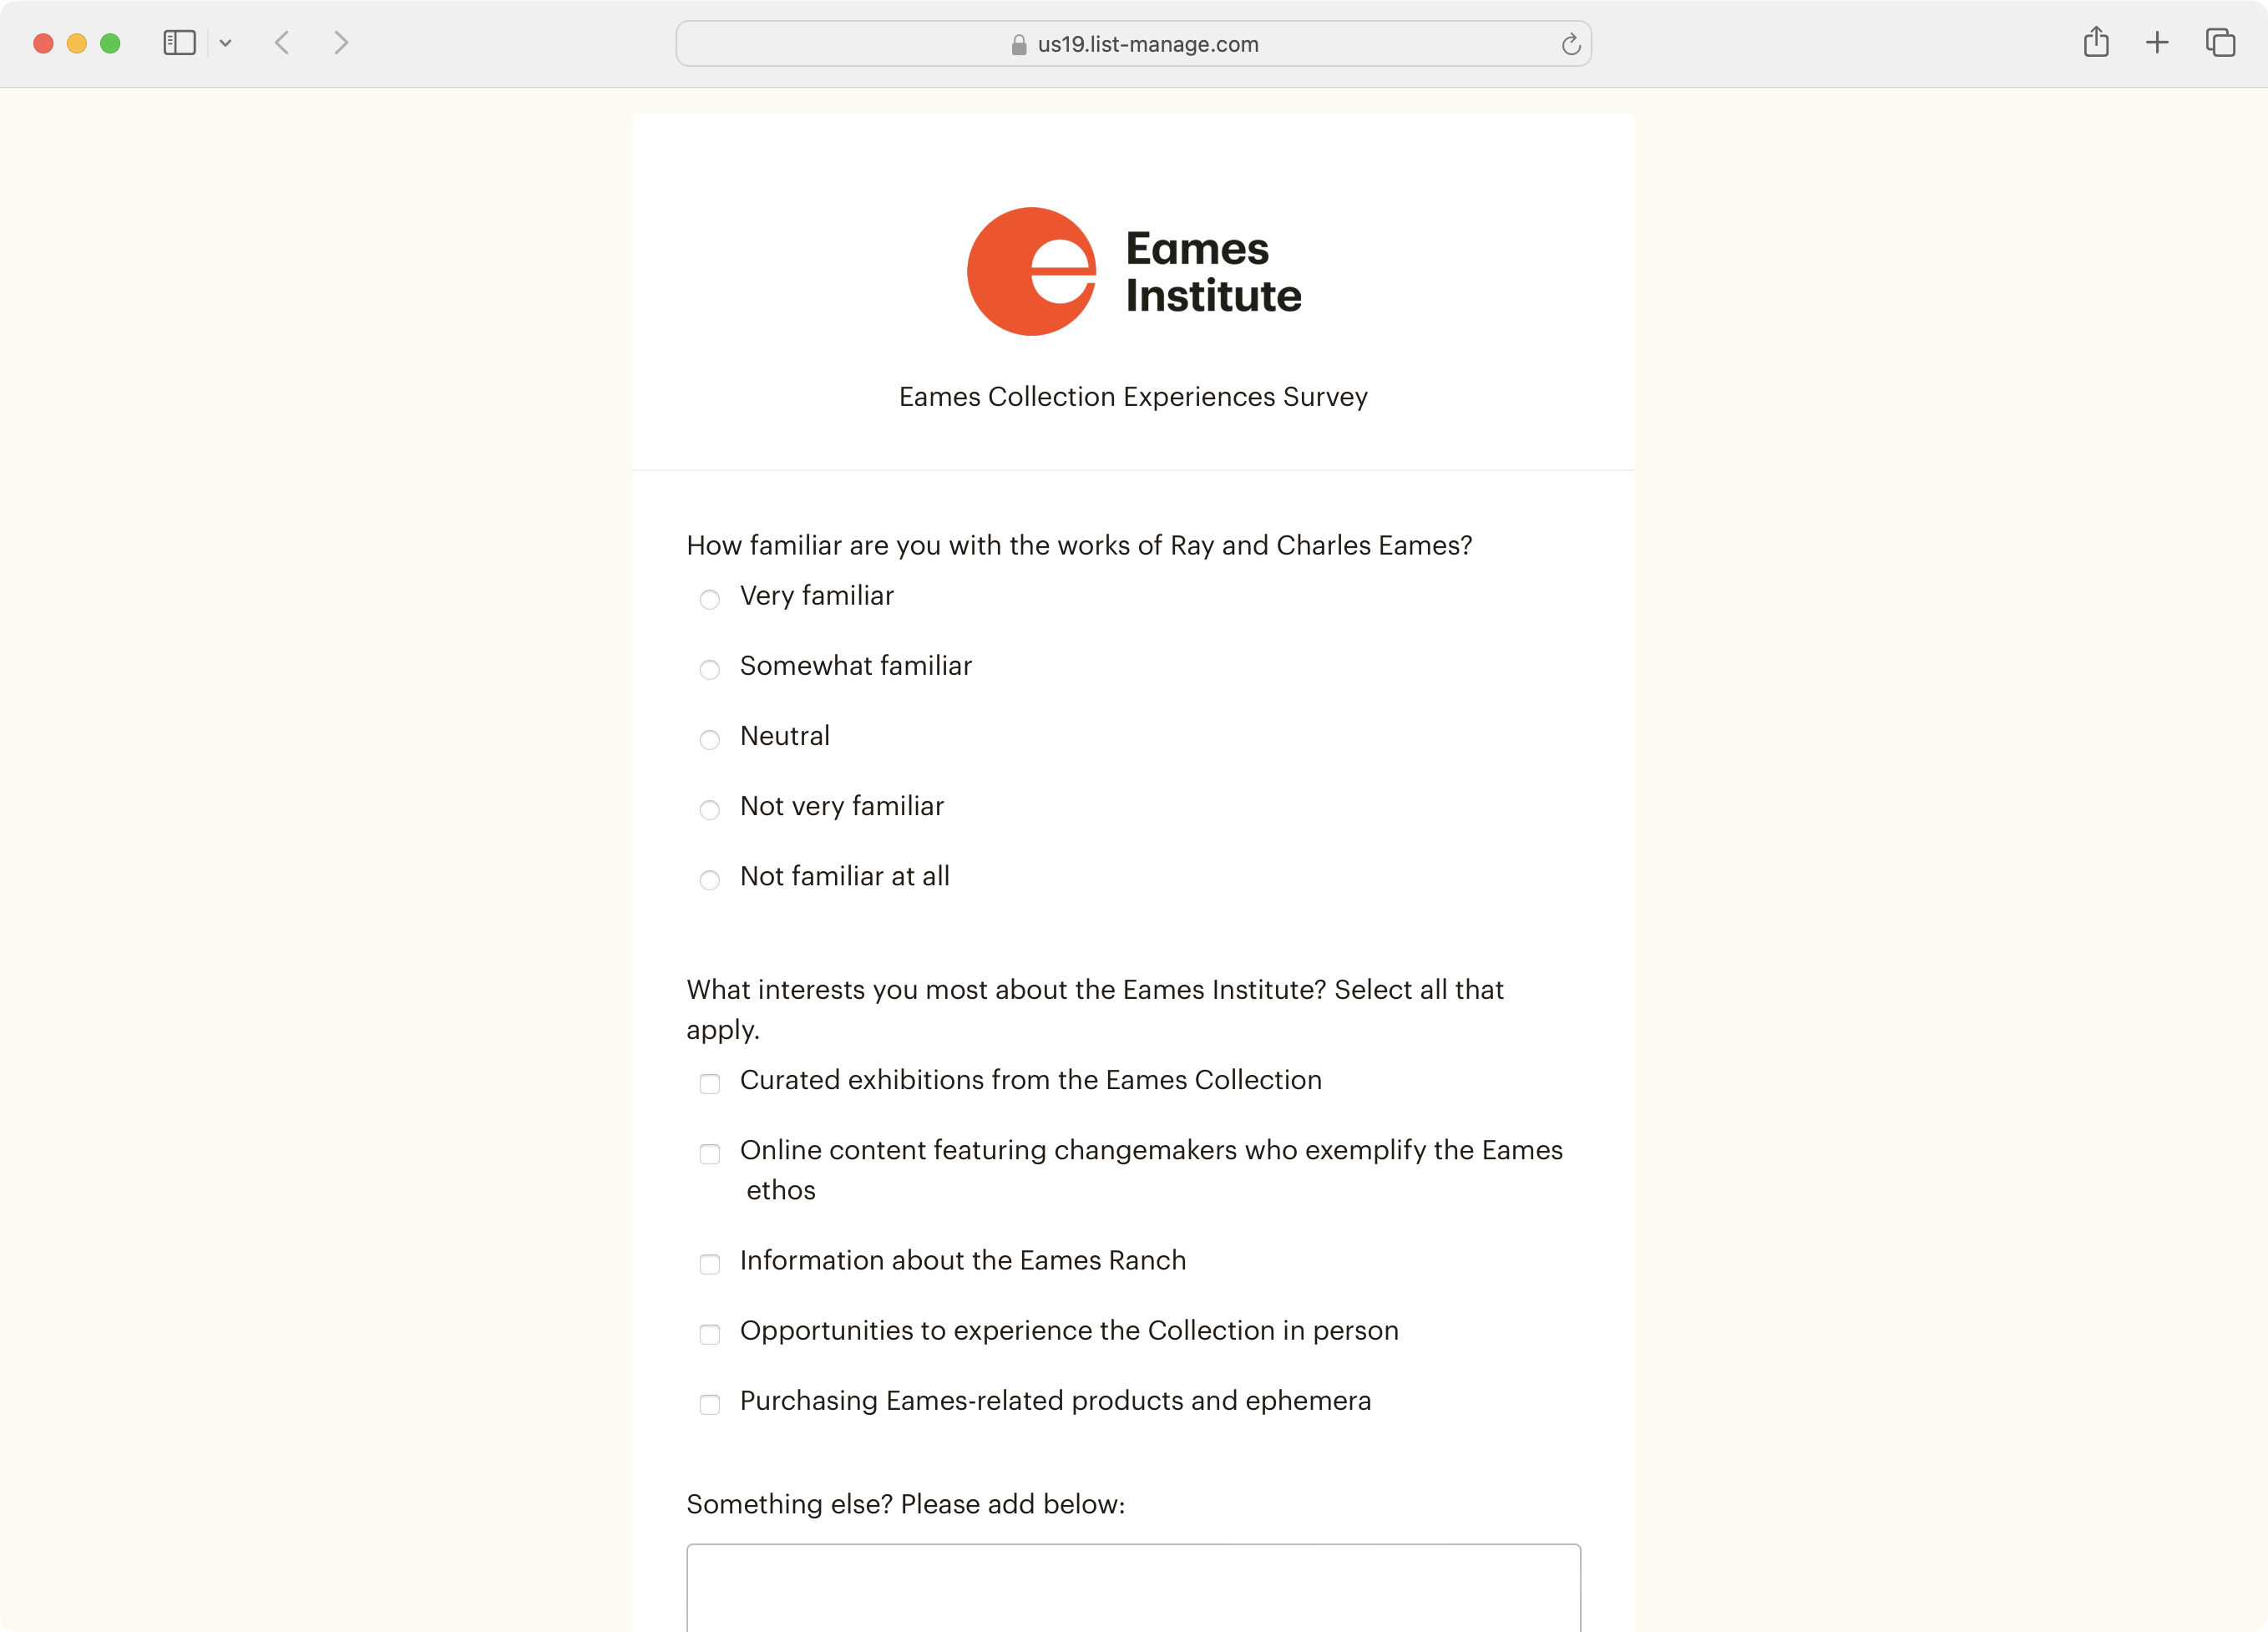 us19.list-manage.com
Eames
Institute
Eames Collection Experiences Survey
How familiar are you with the works of Ray and Charles Eames?
Very familiar
Somewhat familiar
Neutral
Not very familiar
Not familiar at all
What interests you most about the Eames Institute? Select all that
apply.
Curated exhibitions from the Eames Collection
Online content featuring changemakers who exemplify the Eames
ethos
Information about the Eames Ranch
Opportunities to experience the Collection in person
Purchasing Eames-related products and ephemera
Something else? Please add below: